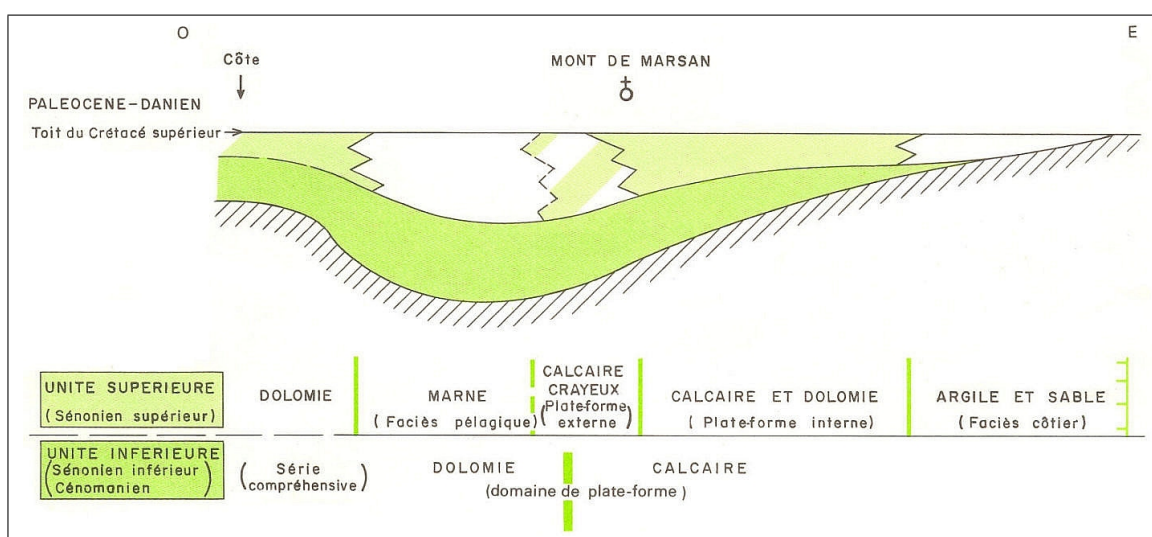 O
E
Côte
MONT DE MARSAN
PALEOCENE-DANIEN
Toit du Crétacé supérieur
UNITE SUPERIEURE
(Sénonien supérieur)
DOLOMIE
MARNE
(Faciès pélagique)
CALCAIRE
CRAYEUX
(Plate-forme
externe)
CALCAIRE ET DOLOMIE
(Plate-forme interne)
ARGILE ET SABLE
(Faciès côtier)
UNITE INFERIEURE
(Sénonien inférieur
Cénomanien)
(Série
compréhensive)
DOLOMIE
CALCAIRE
(domaine de plate-forme)